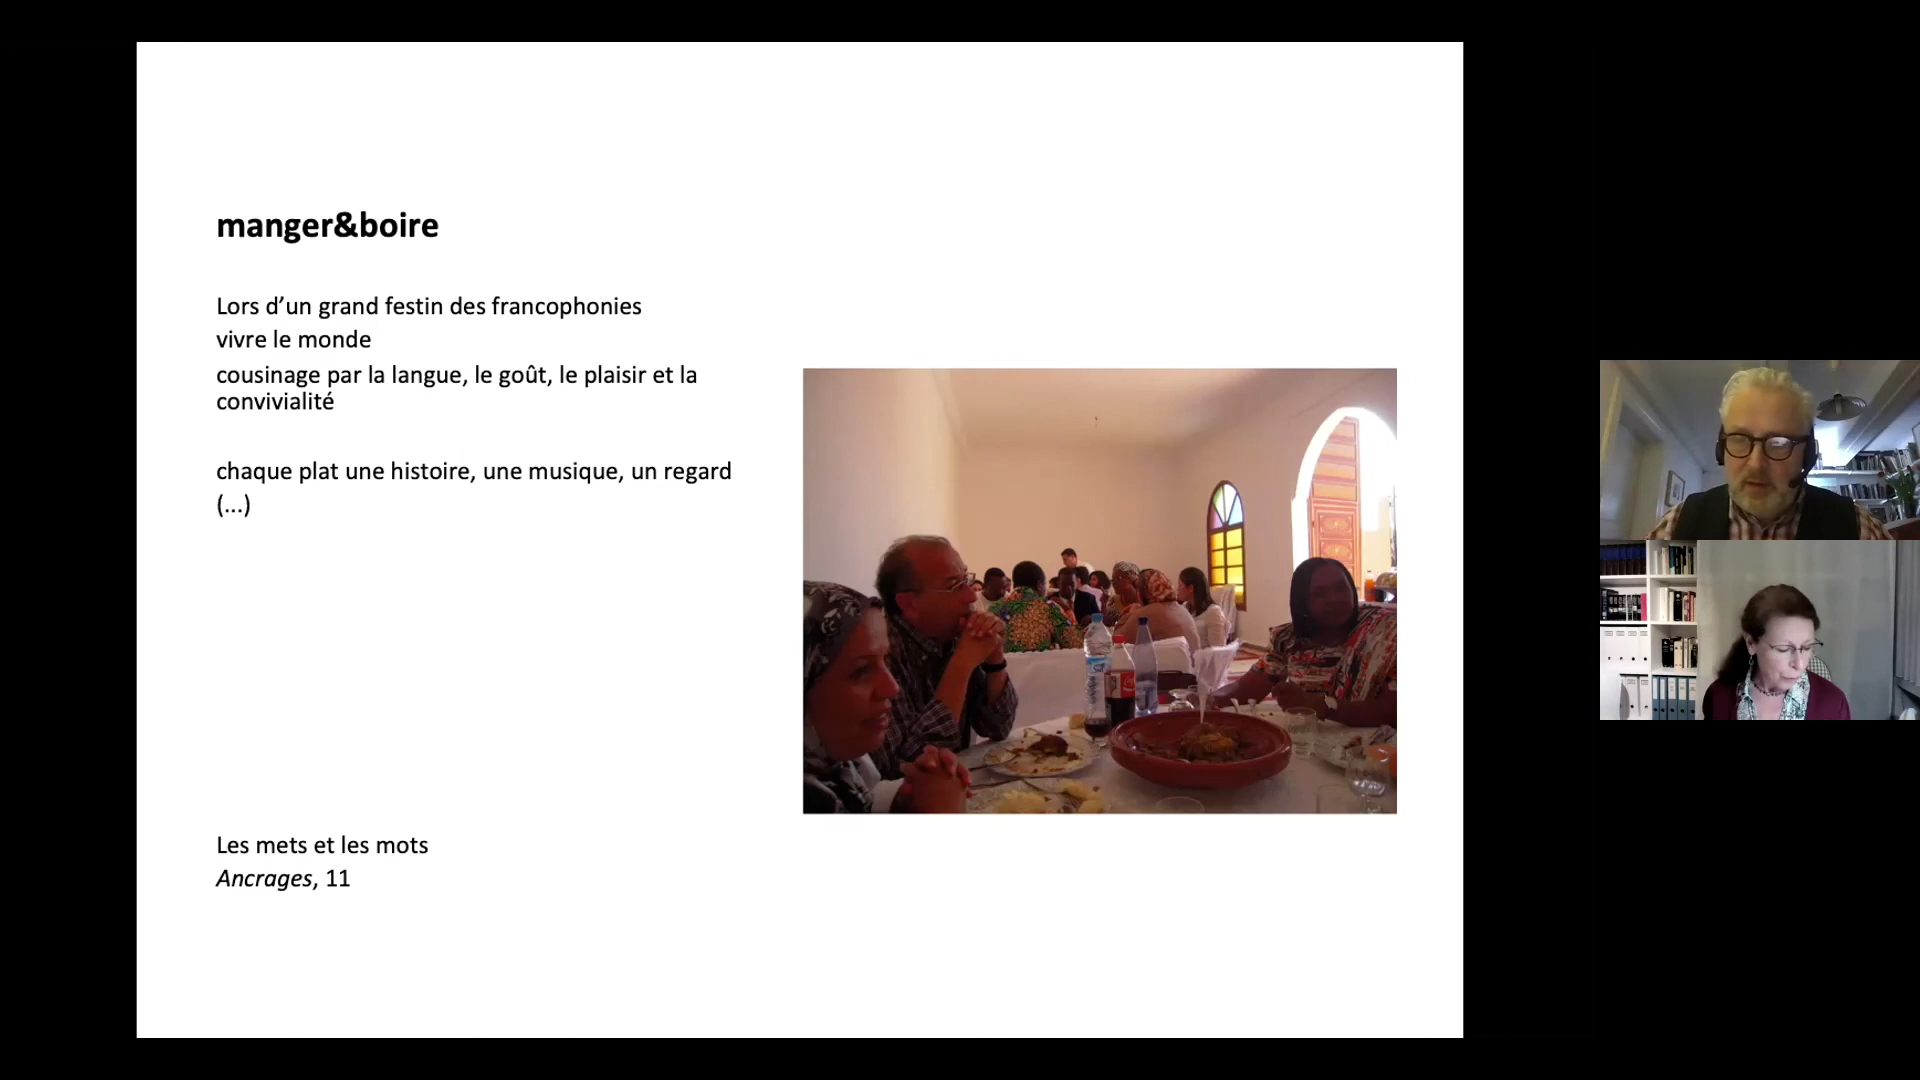 manger&boire
Lors d’un grand festin des francophonies
vivre le monde
cousinage par la langue, le goût, le plaisir et la
convivialité
chaque plat une histoire, une musique, un regard
(...)
Les mets et les mots
Ancrages, 11